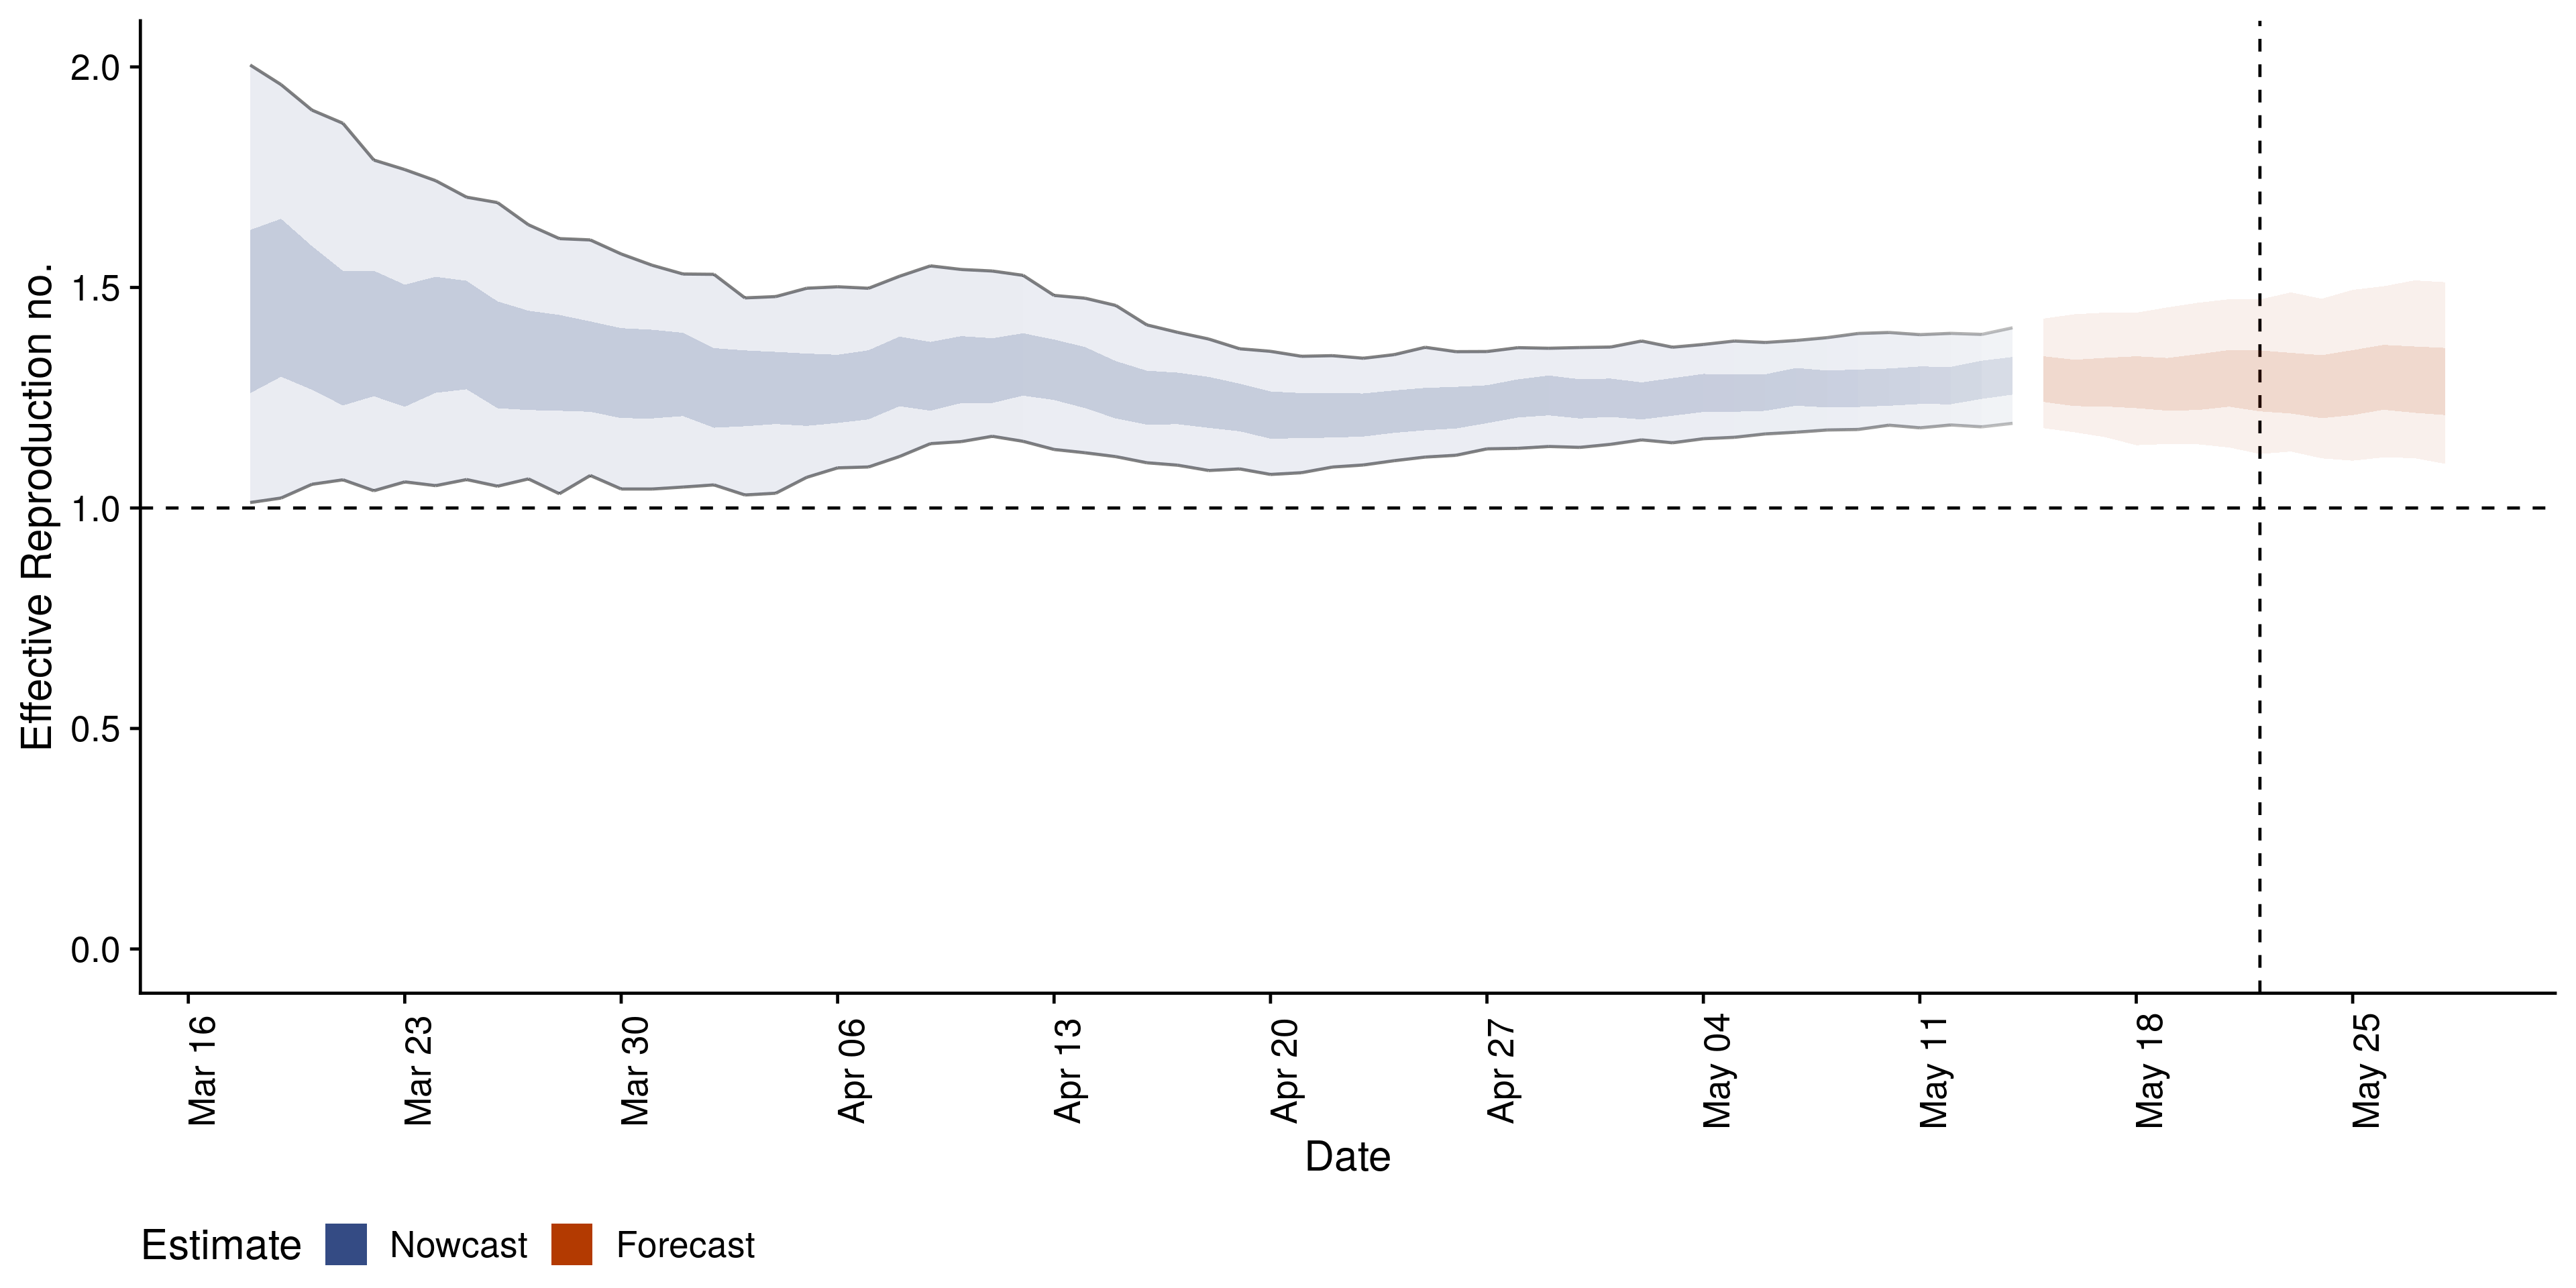 Effective Reproduction no.
2.0
1.5
1.0
0.5
0.0
Mar 16
Mar 23
Mar 30
Apr 06
Apr 13
Apr 20
Apr 27
May 04
May 11
May 18
May 25
Date
Estimate Nowcast Forecast